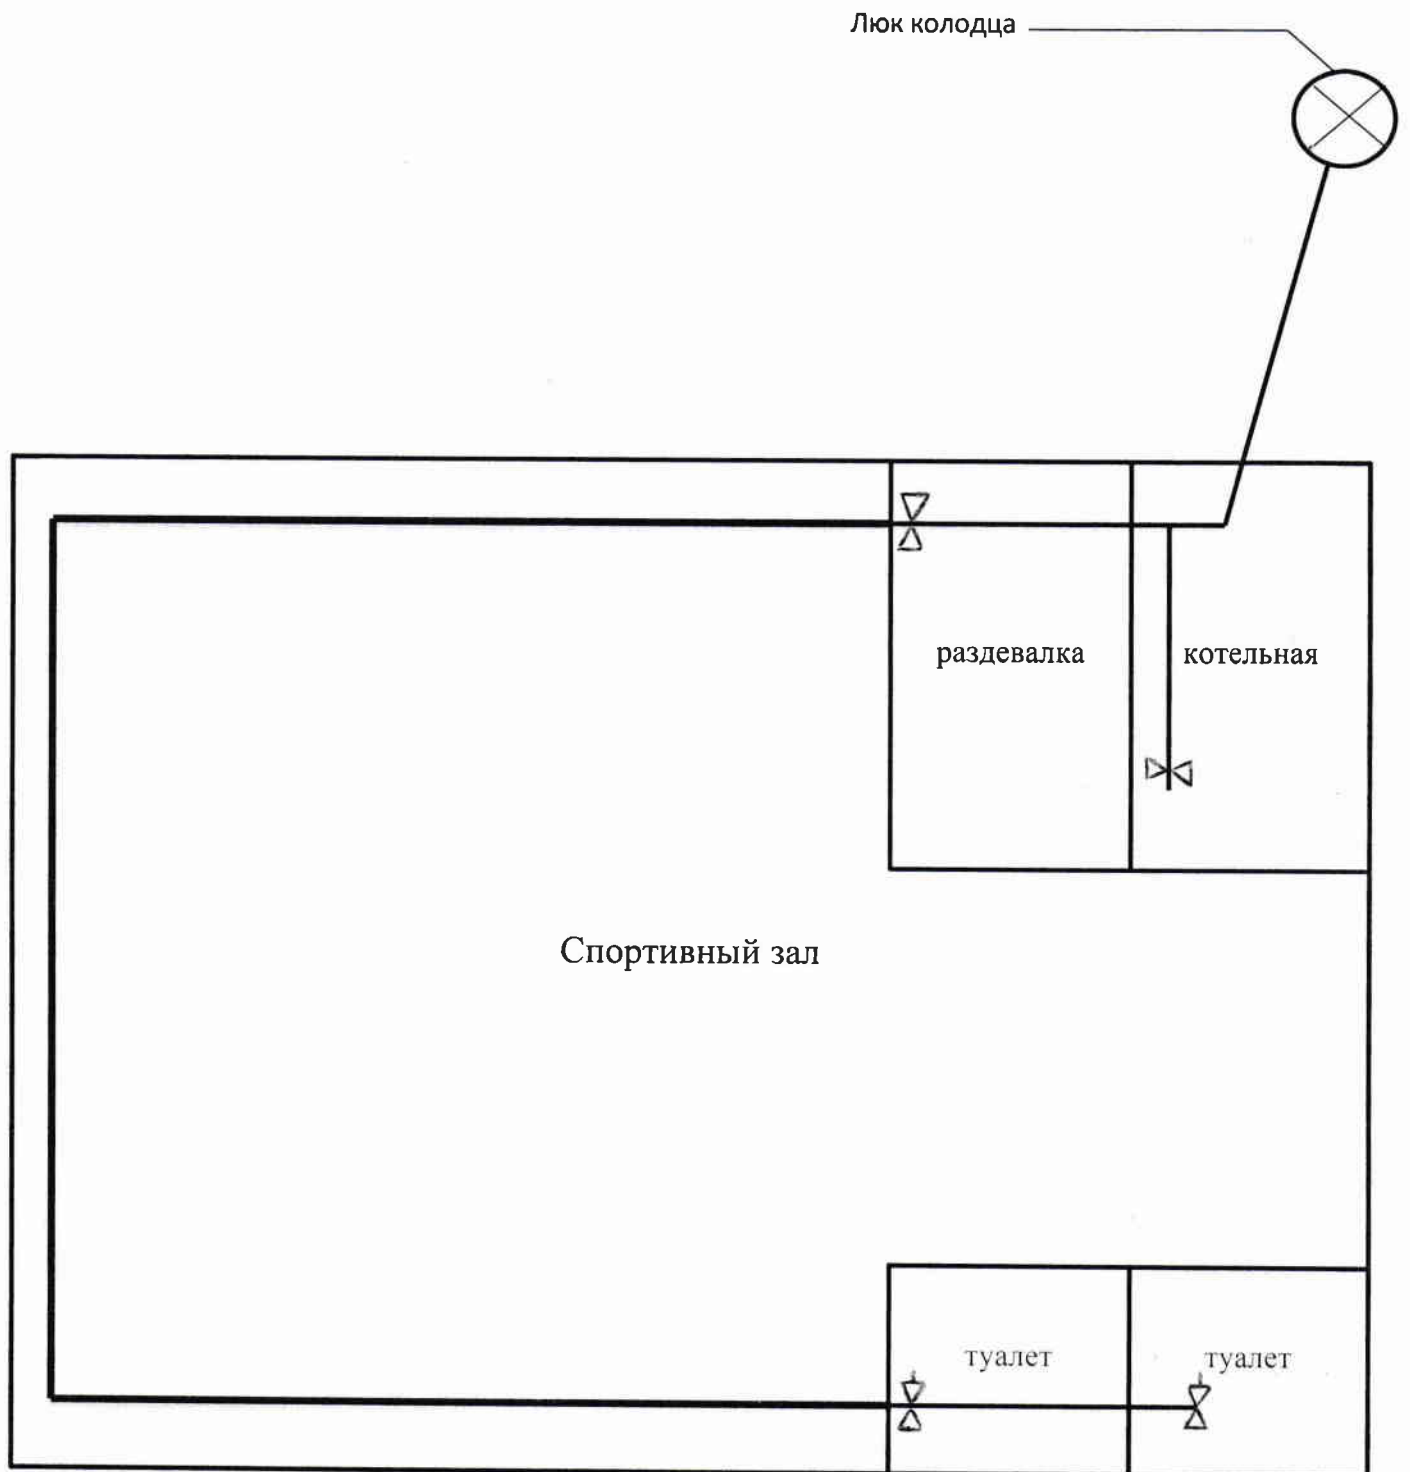 Люк колодца
раздевалка
котельная
Спортивный зал
туалет
туалет